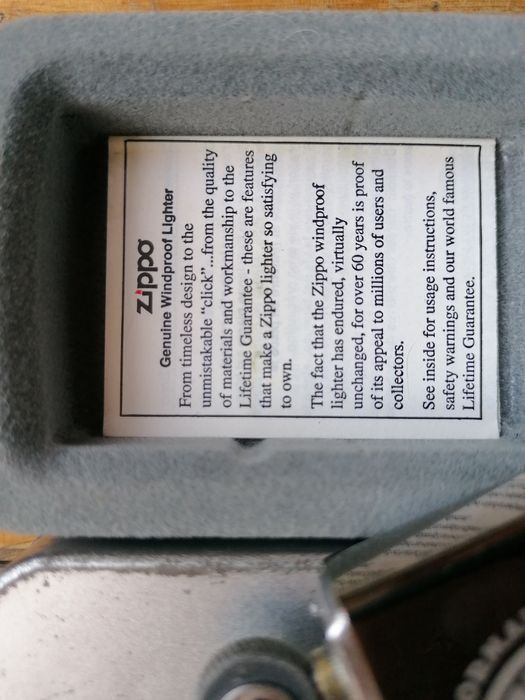 zippo
Genuine Windproof Lighter
From timeless design to the
unmistakable “click”...from the quality
of materials and workmanship to the
Lifetime Guarantee - these are features
that make a Zippo lighter so satisfying
to own.
The fact that the Zippo windproof
lighter has endured, virtually
unchanged, for over 60 years is proof
of its appeal to millions of users and
collectors.
See inside for usage instructions,
safety warnings and our world famous
Lifetime Guarantee.